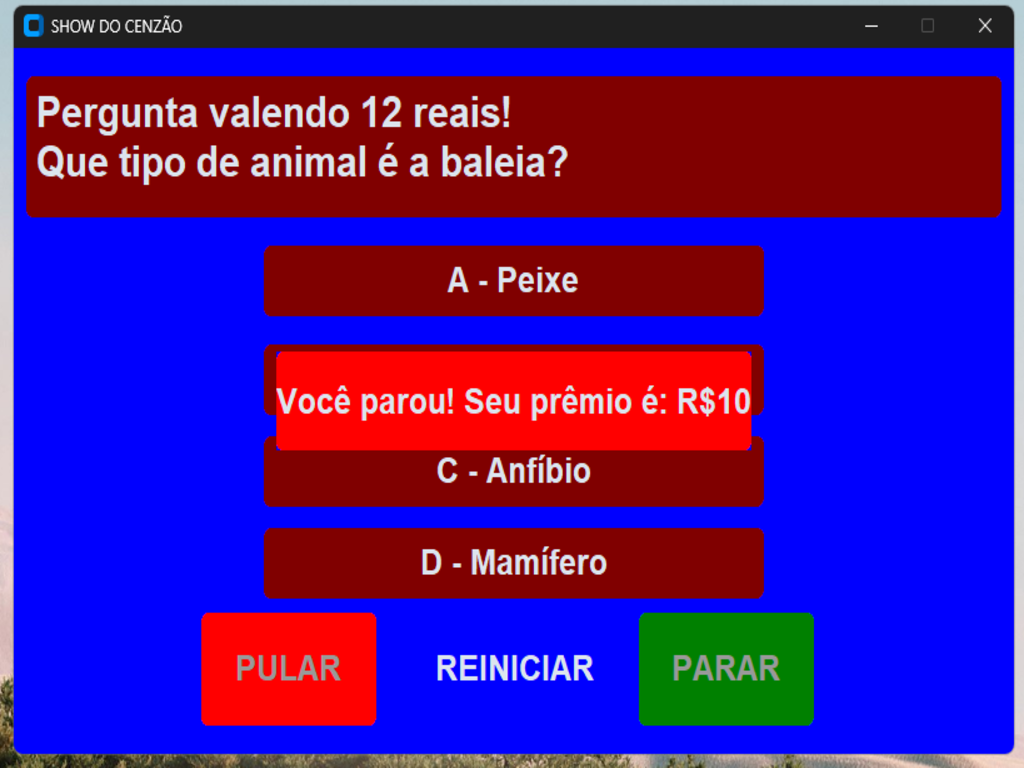 SHOW DO CENZÃO
Pergunta valendo 12 reais!
Que tipo de animal é a baleia?
A - Peixe
Você parou! Seu prêmio é: R$10
C - Anfíbio
D - Mamífero
PULAR
REINICIAR
PARAR